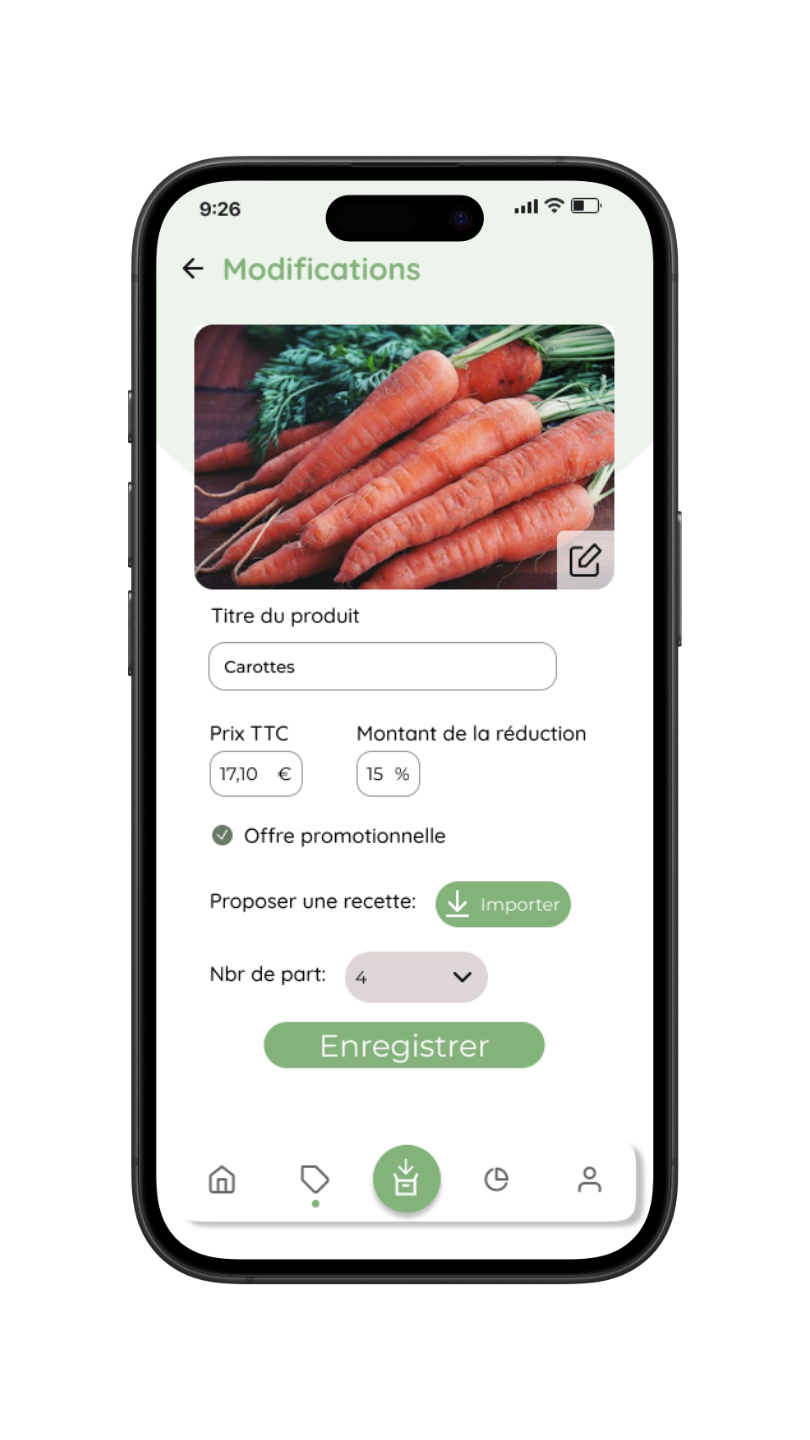 9:26
Modifications
Titre du produit
Carottes
Prix TTC Montant de la réduction
17,10 € 15 %
Offre promotionnelle
Proposer une recette: Importer
Nbr de part: 4
Enregistrer